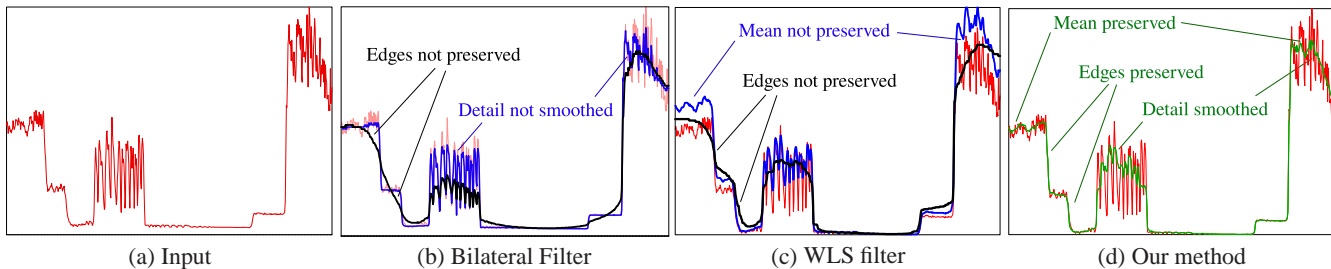 Edges not preserved
Detail not smoothed
Mean not preserved
Edges not preserved
Mean preserved
Edges preserved
Detail smoothed
(a) Input
(b) Bilateral Filter
(c) WLS filter
(d) Our method